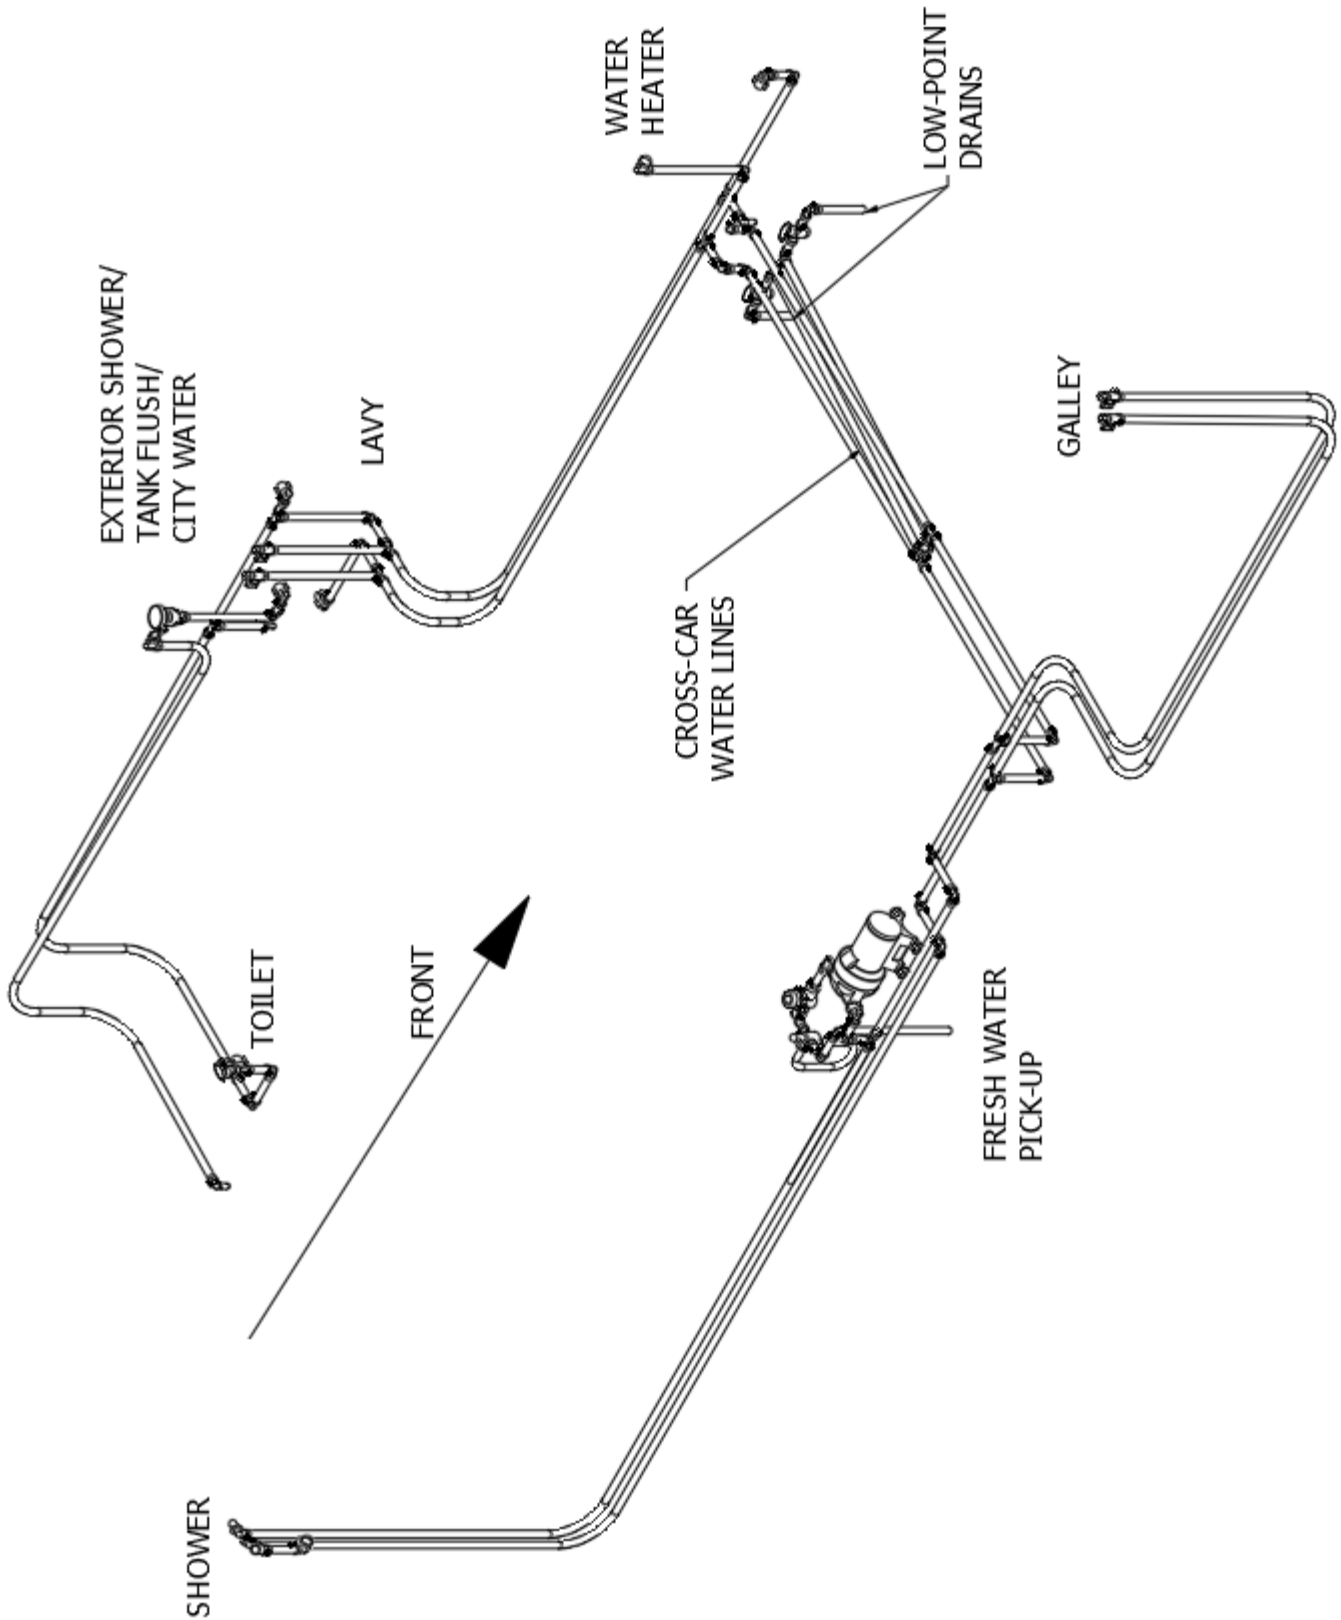 EXTERIOR SHOWER/
TANK FLUSH/
CITY WATER
LAVY
WATER
HEATER
LOW-POINT
DRAINS
GALLEY
CROSS-CAR
WATER LINES
TOILET
FRONT
FRESH WATER
PICK-UP
SHOWER